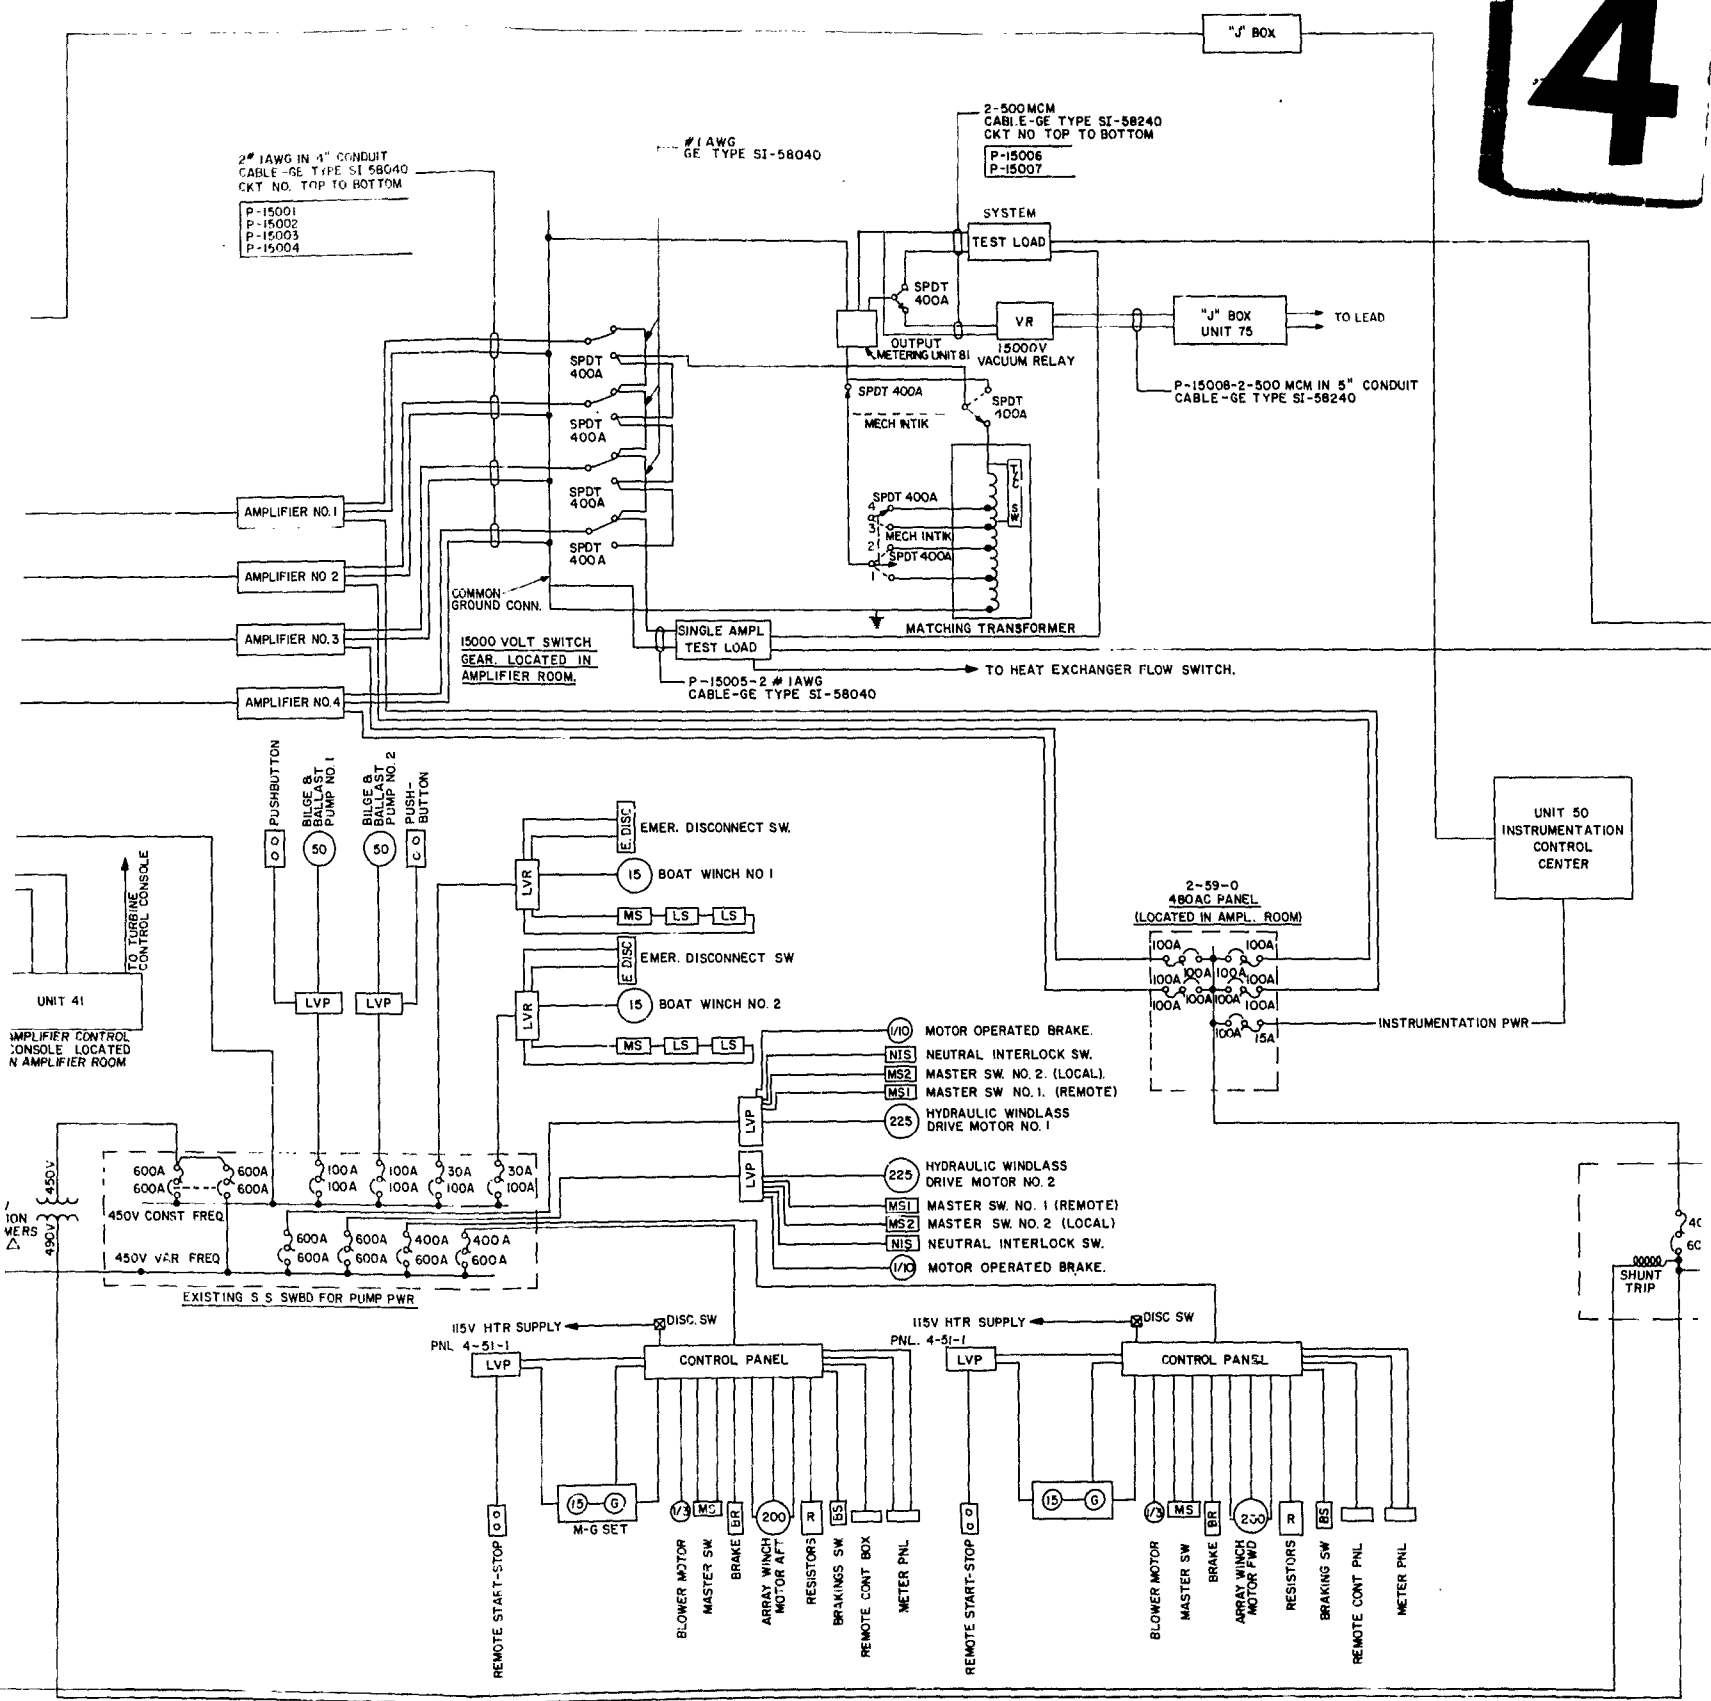 "J" BOX
4
2-500 MCM
CABLE-GE TYPE SI-58240
CKT NO TOP TO BOTTOM
P-15006
P-15007
#1 AWG
GE TYPE SI-58040
2# 1AWG IN 4" CONDUIT
CABLE-GE TYPE SI 58040
CKT NO. TOP TO BOTTOM
P-15001
P-15002
P-15003
P-15004
SYSTEM
TEST LOAD
SPDT
400A
VR
15000V
VACUUM RELAY
"J" BOX
UNIT 75
TO LEAD
OUTPUT
METERING UNIT 81
P-15008-2-500 MCM IN 5" CONDUIT
CABLE-GE TYPE SI-58240
SPDT
400A
SPDT
400A
SPDT
400A
SPDT
400A
SPDT 400A
MECH INTIK
SPDT
400A
T/C SW
SPDT 400A
4
3
MECH INTIK
2
SPDT 400A
1
MATCHING TRANSFORMER
AMPLIFIER NO.1
AMPLIFIER NO 2
AMPLIFIER NO.3
AMPLIFIER NO.4
COMMON
GROUND CONN.
15000 VOLT SWITCH
GEAR. LOCATED IN
AMPLIFIER ROOM.
SINGLE AMPL
TEST LOAD
TO HEAT EXCHANGER FLOW SWITCH.
P-15005-2 # 1AWG
CABLE-GE TYPE SI-58040
PUSHBUTTON
BILGE &
BALLAST
PUMP NO. 1
BILGE &
BALLAST
PUMP NO. 2
PUSH-
BUTTON
50
50
LVP
LVP
E. DISC
EMER. DISCONNECT SW.
LVR
15
BOAT WINCH NO 1
MS
LS
LS
E DISC
EMER. DISCONNECT SW
LVR
15
BOAT WINCH NO. 2
MS
LS
LS
TO TURBINE
CONTROL CONSOLE
UNIT 41
AMPLIFIER CONTROL
CONSOLE LOCATED
N AMPLIFIER ROOM
UNIT 50
INSTRUMENTATION
CONTROL
CENTER
2-59-0
480AC PANEL
(LOCATED IN AMPL. ROOM)
100A
100A
100A
100A
100A
100A
100A
100A
100A
100A
100A
15A
INSTRUMENTATION PWR
1/10
MOTOR OPERATED BRAKE.
NIS
NEUTRAL INTERLOCK SW.
MS2
MASTER SW. NO. 2. (LOCAL).
MS1
MASTER SW NO. 1. (REMOTE)
LVP
225
HYDRAULIC WINDLASS
DRIVE MOTOR NO. 1
LVP
225
HYDRAULIC WINDLASS
DRIVE MOTOR NO. 2
MS1
MASTER SW. NO. 1 (REMOTE)
MS2
MASTER SW. NO. 2 (LOCAL)
NIS
NEUTRAL INTERLOCK SW.
1/10
MOTOR OPERATED BRAKE.
450V
490V
ION
MERS
600A
600A
600A
600A
100A
100A
100A
100A
30A
100A
30A
100A
450V CONST FREQ
450V VAR FREQ
600A
600A
600A
600A
400A
600A
400A
600A
EXISTING S S SWBD FOR PUMP PWR
SHUNT
TRIP
115V HTR SUPPLY
DISC. SW
PNL 4-51-1
LVP
CONTROL PANEL
15
G
M-G SET
1/3
MS
BR
200
R
BS
REMOTE START-STOP
BLOWER MOTOR
MASTER SW.
BRAKE
ARRAY WINCH
MOTOR AFT
RESISTORS
BRAKINGS SW.
REMOTE CONT BOX
METER PNL
115V HTR SUPPLY
DISC SW
PNL. 4-51-1
LVP
CONTROL PANEL
15
G
1/3
MS
BR
R
BS
REMOTE START-STOP
BLOWER MOTOR
MASTER SW
BRAKE
ARRAY WINCH
MOTOR FWD
RESISTORS
BRAKING SW
REMOTE CONT PNL
METER PNL